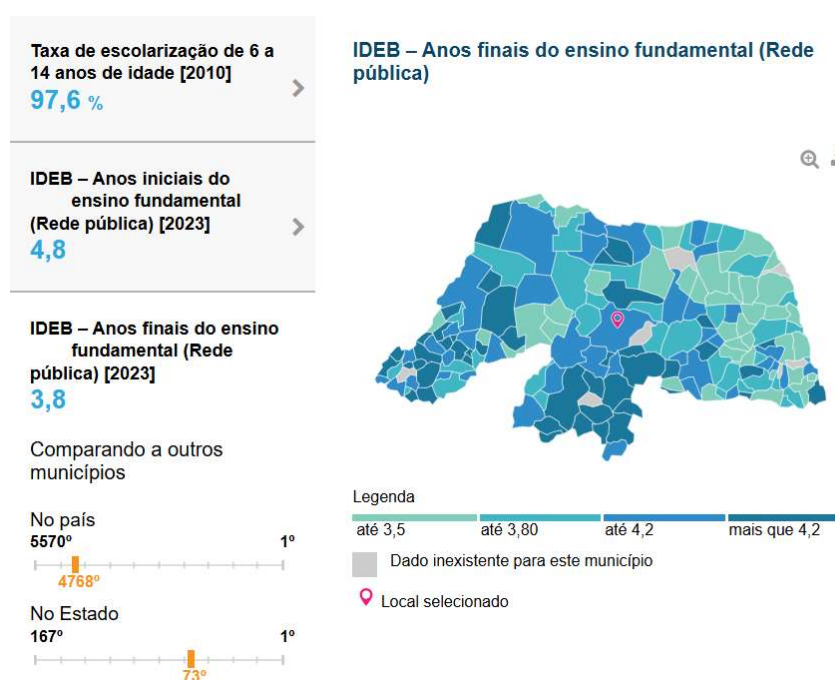 Taxa de escolarização de 6 a
14 anos de idade [2010]
97,6 %
IDEB – Anos iniciais do
ensino fundamental
(Rede pública) [2023]
4,8
IDEB – Anos finais do ensino
fundamental (Rede
pública) [2023]
3,8
Comparando a outros
municípios
No país
5570º 1º
4768º
No Estado
167º 1º
73º
IDEB – Anos finais do ensino fundamental (Rede
pública)
Legenda
até 3,5 até 3,80 até 4,2 mais que 4,2
Dado inexistente para este município
Local selecionado